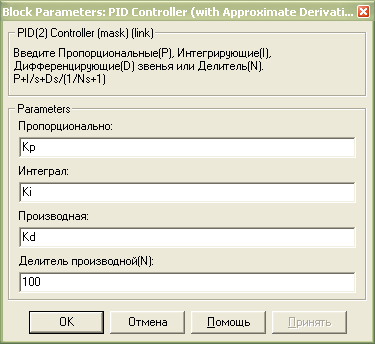 Block Parameters: PID Controller (with Approximate Derivati...
PID(2) Controller (mask) (link)
Введите Пропорциональные(P), Интегрирующие(I),
Дифференцирующие(D) звенья или Делитель(N).
P+I/s+Ds/(1/Ns+1)
Parameters
Пропорционально:
Kp
Интеграл:
Ki
Производная:
Kd
Делитель производной(N):
100
OK Отмена Помощь Принять